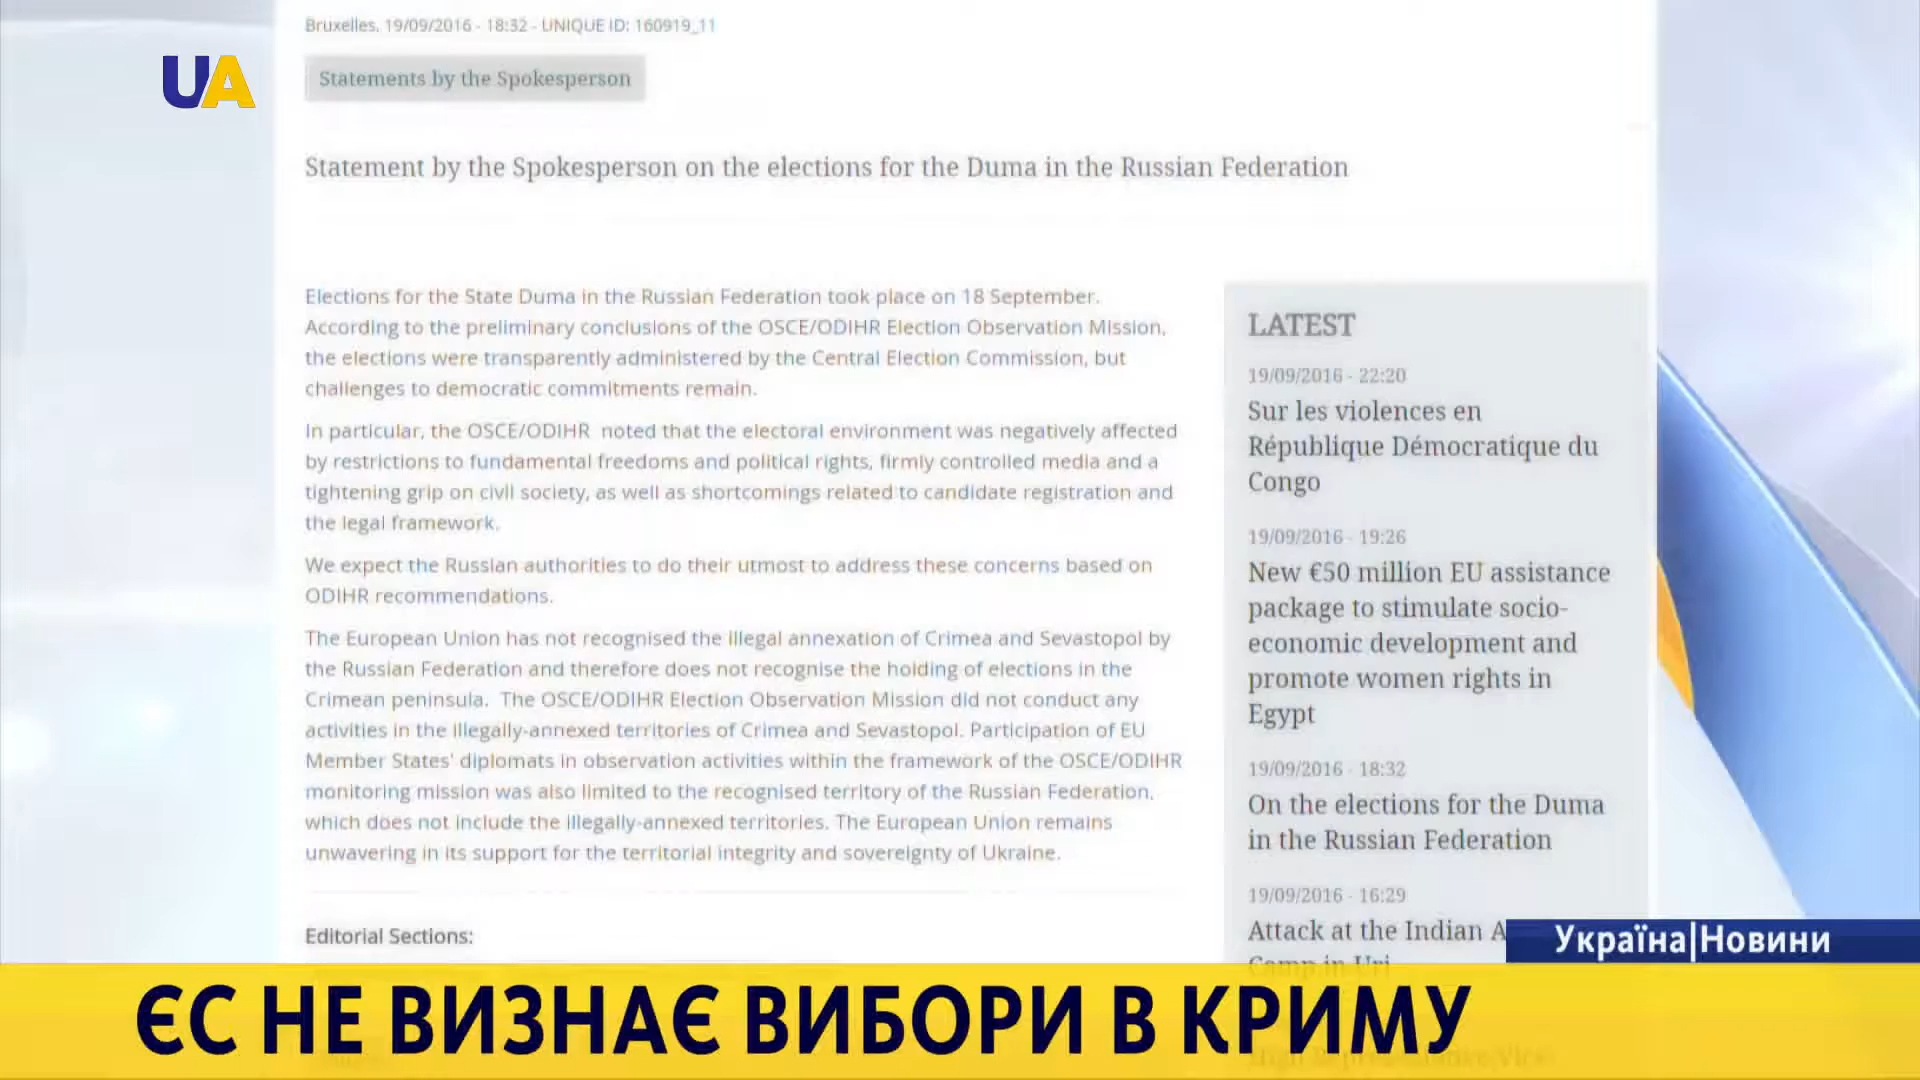 Bruxelles, 19/09/2016 - 18:32 - UNIQUE ID: 160919_11
UA
Statements by the Spokesperson
Statement by the Spokesperson on the elections for the Duma in the Russian Federation
Elections for the State Duma in the Russian Federation took place on 18 September.
According to the preliminary conclusions of the OSCE/ODIHR Election Observation Mission,
the elections were transparently administered by the Central Election Commission, but
challenges to democratic commitments remain.
In particular, the OSCE/ODIHR noted that the electoral environment was negatively affected
by restrictions to fundamental freedoms and political rights, firmly controlled media and a
tightening grip on civil society, as well as shortcomings related to candidate registration and
the legal framework.
We expect the Russian authorities to do their utmost to address these concerns based on
ODIHR recommendations.
The European Union has not recognised the illegal annexation of Crimea and Sevastopol by
the Russian Federation and therefore does not recognise the holding of elections in the
Crimean peninsula. The OSCE/ODIHR Election Observation Mission did not conduct any
activities in the illegally-annexed territories of Crimea and Sevastopol. Participation of EU
Member States' diplomats in observation activities within the framework of the OSCE/ODIHR
monitoring mission was also limited to the recognised territory of the Russian Federation,
which does not include the illegally-annexed territories. The European Union remains
unwavering in its support for the territorial integrity and sovereignty of Ukraine.
Editorial Sections:
LATEST
19/09/2016 - 22:20
Sur les violences en
République Démocratique du
Congo
19/09/2016 - 19:26
New €50 million EU assistance
package to stimulate socio-
economic development and
promote women rights in
Egypt
19/09/2016 - 18:32
On the elections for the Duma
in the Russian Federation
19/09/2016 - 16:29
Attack at the Indian A
Camp in Uri
Україна|Новини
ЄС НЕ ВИЗНАЄ ВИБОРИ В КРИМУ